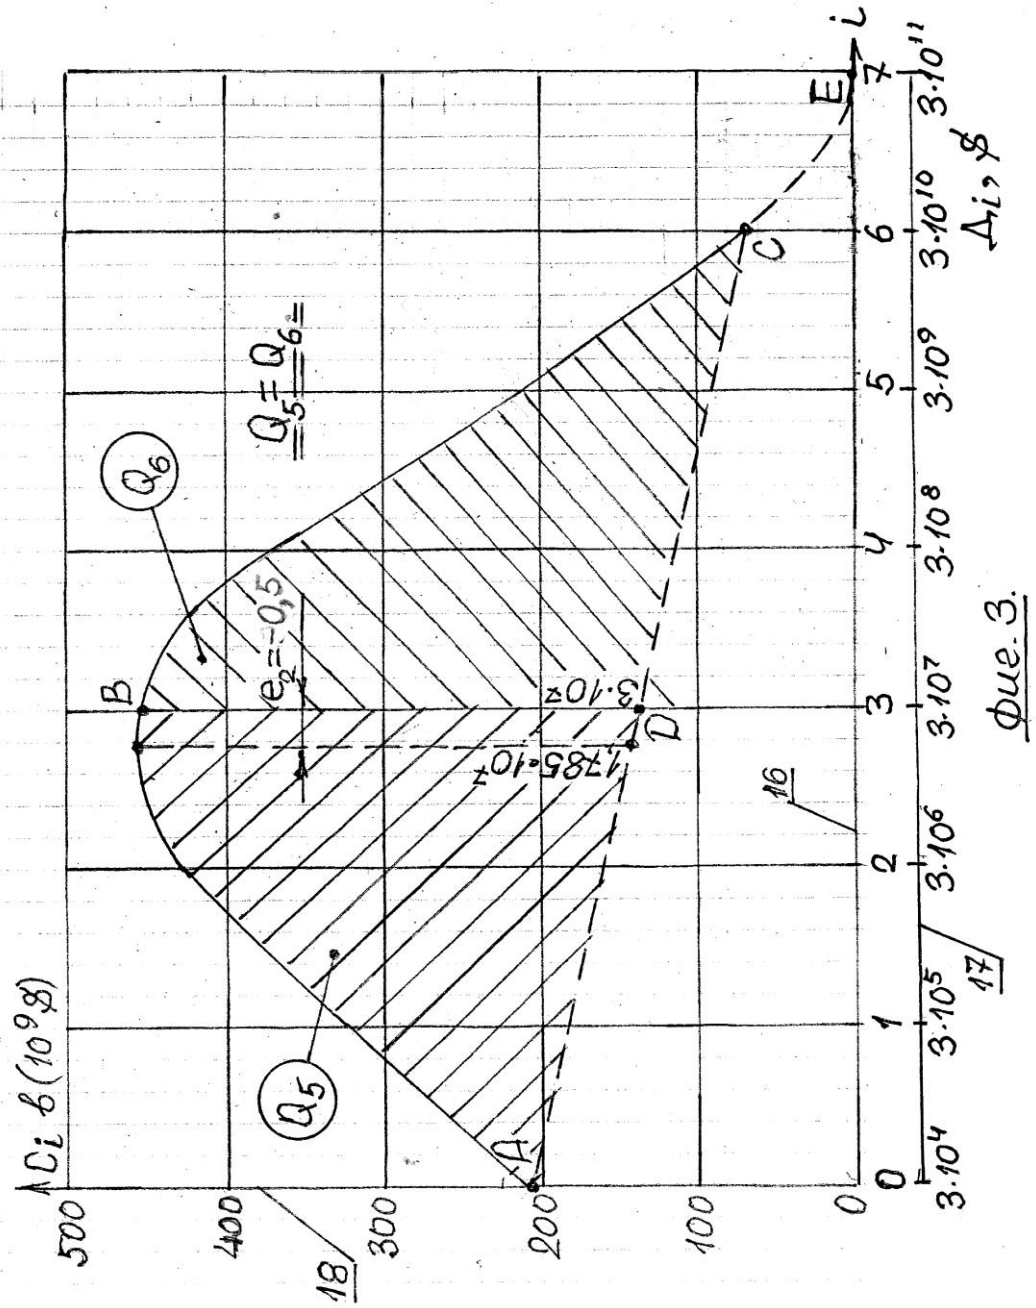 Ci в (10⁹ $)
500
400
300
200
100
0
18
A
B
C
D
E
Q₅
Q₆
Q₅ = Q₆
e₂ = -0,5
1,785·10⁷
3·10⁷
0 1 2 3 4 5 6 7 i
16
3·10⁴ 3·10⁵ 3·10⁶ 3·10⁷ 3·10⁸ 3·10⁹ 3·10¹⁰ 3·10¹¹
Дi, $
17
Фиг. 3.